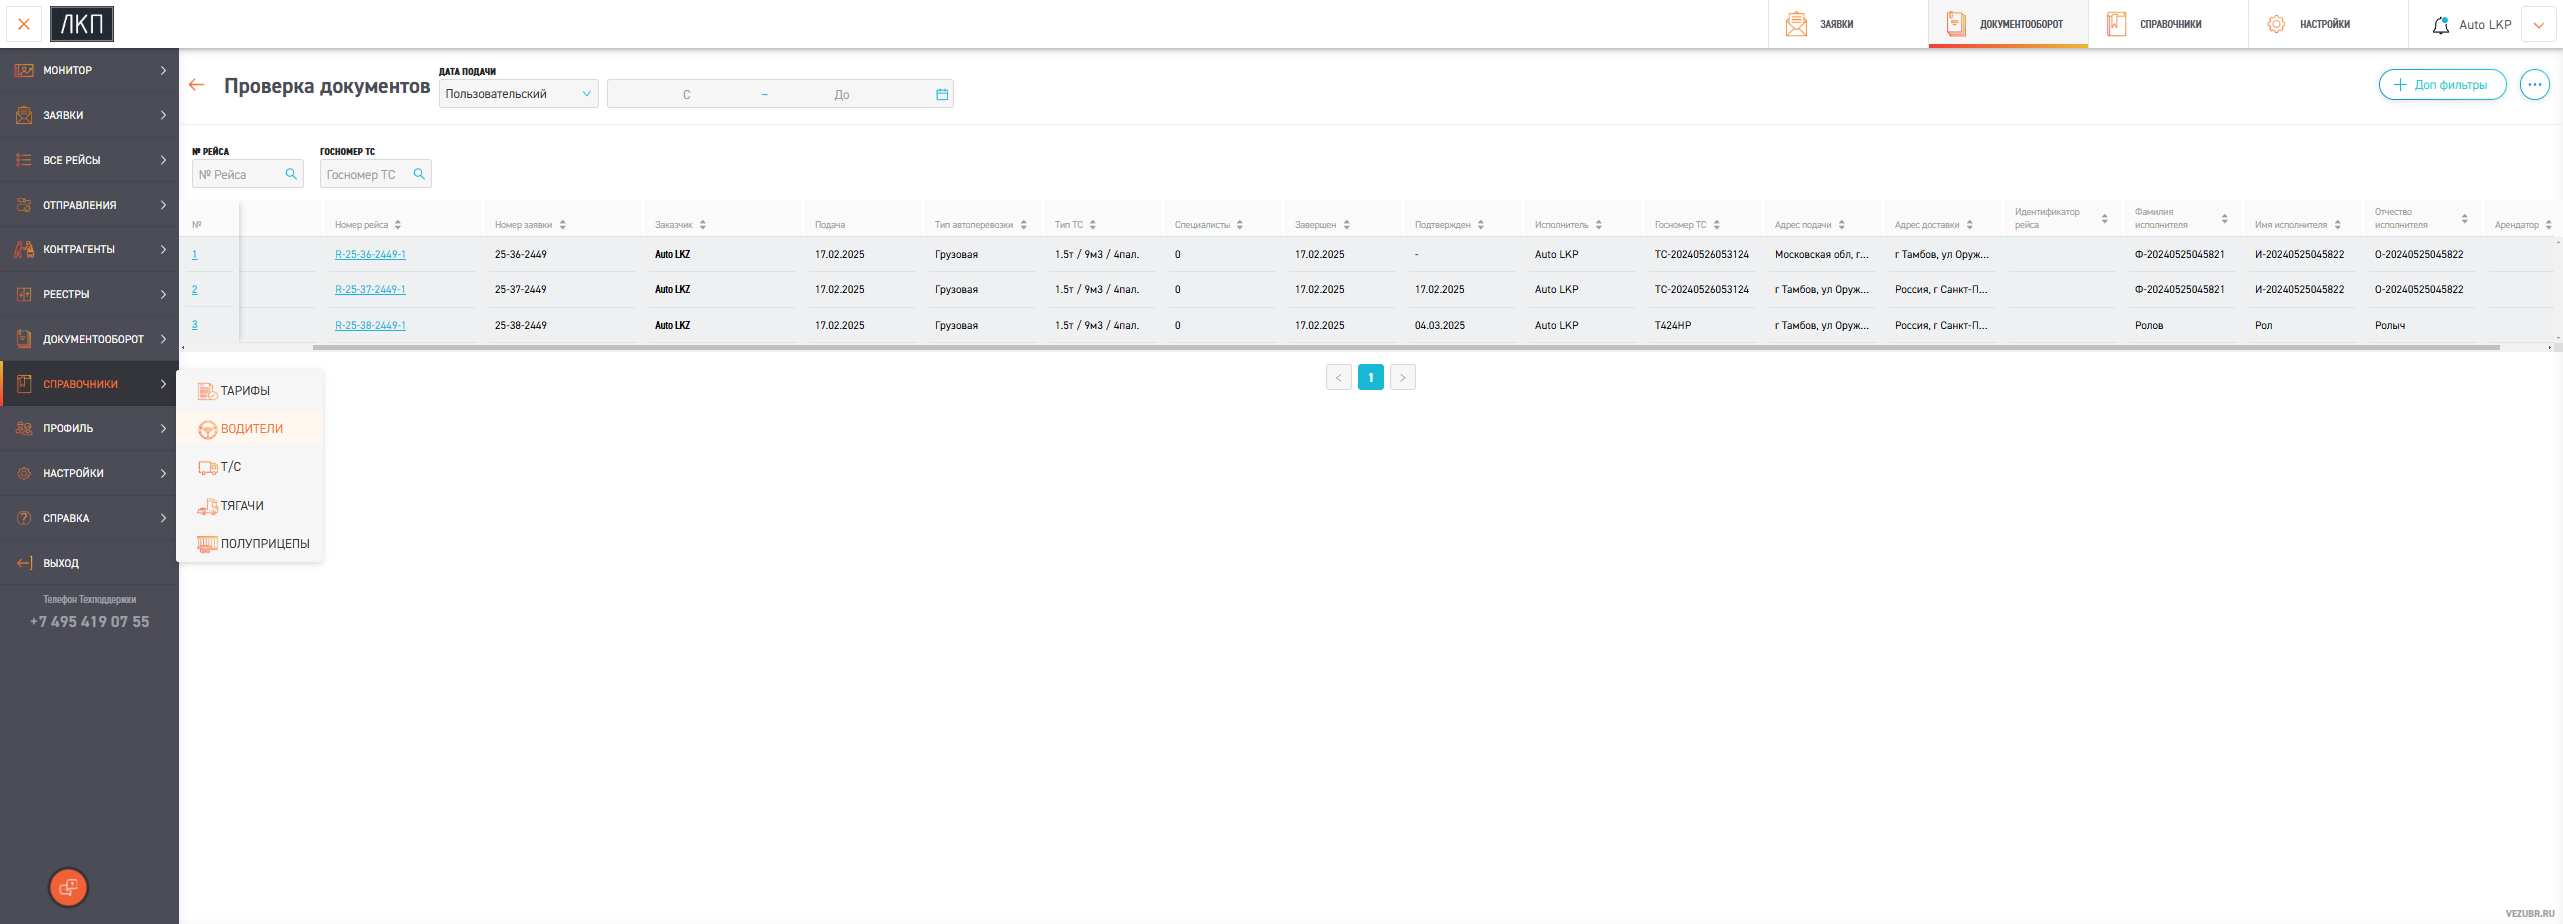 ЛКП
ЗАЯВКИ
ДОКУМЕНТООБОРОТ
СПРАВОЧНИКИ
НАСТРОЙКИ
Auto LKP
МОНИТОР
ЗАЯВКИ
ВСЕ РЕЙСЫ
ОТПРАВЛЕНИЯ
КОНТРАГЕНТЫ
РЕЕСТРЫ
ДОКУМЕНТООБОРОТ
СПРАВОЧНИКИ
ПРОФИЛЬ
НАСТРОЙКИ
СПРАВКА
ВЫХОД
Телефон Техподдержки
+7 495 419 07 55
ТАРИФЫ
ВОДИТЕЛИ
Т/С
ТЯГАЧИ
ПОЛУПРИЦЕПЫ
Проверка документов
ДАТА ПОДАЧИ
Пользовательский
С ~ До
Доп фильтры
№ РЕЙСА ГОСНОМЕР ТС
№ Рейса Госномер ТС
№ Номер рейса Номер заявки Заказчик Подача Тип автоперевозки Тип ТС Специалисты Завершен Подтвержден Исполнитель Госномер ТС Адрес подачи Адрес доставки Идентификатор рейса Фамилия исполнителя Имя исполнителя Отчество исполнителя Арендатор
1 R-25-36-2449-1 25-36-2449 Auto LKZ 17.02.2025 Грузовая 1.5т / 9м3 / 4пал. 0 17.02.2025 - Auto LKP ТС-20240526053124 Московская обл, г... г Тамбов, ул Оруж... Ф-20240525045821 И-20240525045822 О-20240525045822
2 R-25-37-2449-1 25-37-2449 Auto LKZ 17.02.2025 Грузовая 1.5т / 9м3 / 4пал. 0 17.02.2025 17.02.2025 Auto LKP ТС-20240526053124 г Тамбов, ул Оруж... Россия, г Санкт-П... Ф-20240525045821 И-20240525045822 О-20240525045822
3 R-25-38-2449-1 25-38-2449 Auto LKZ 17.02.2025 Грузовая 1.5т / 9м3 / 4пал. 0 17.02.2025 04.03.2025 Auto LKP Т424НР г Тамбов, ул Оруж... Россия, г Санкт-П... Ролов Рол Ролыч
1
VEZUBR.RU